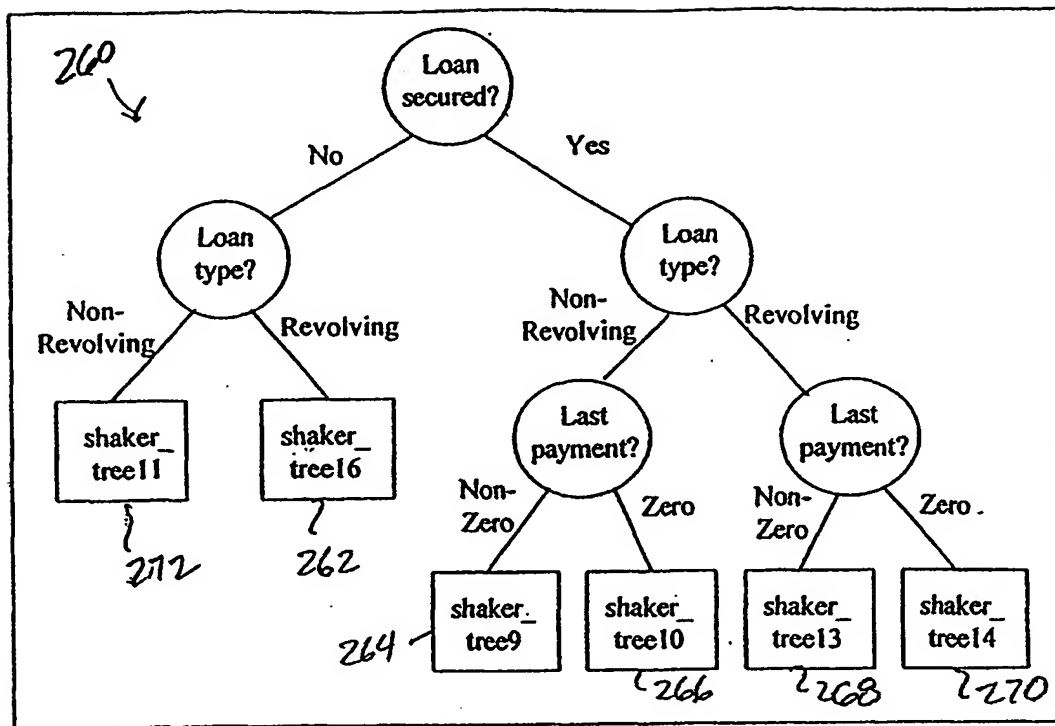 260
Loan
secured?
No
Yes
Loan
type?
Loan
type?
Non-
Revolving
Revolving
Non-
Revolving
Revolving
shaker_
tree11
shaker_
tree16
Last
payment?
Last
payment?
Non-
Zero
Zero
Non-
Zero
Zero
272
262
shaker_
tree9
shaker_
tree10
shaker_
tree13
shaker_
tree14
264
266
268
270